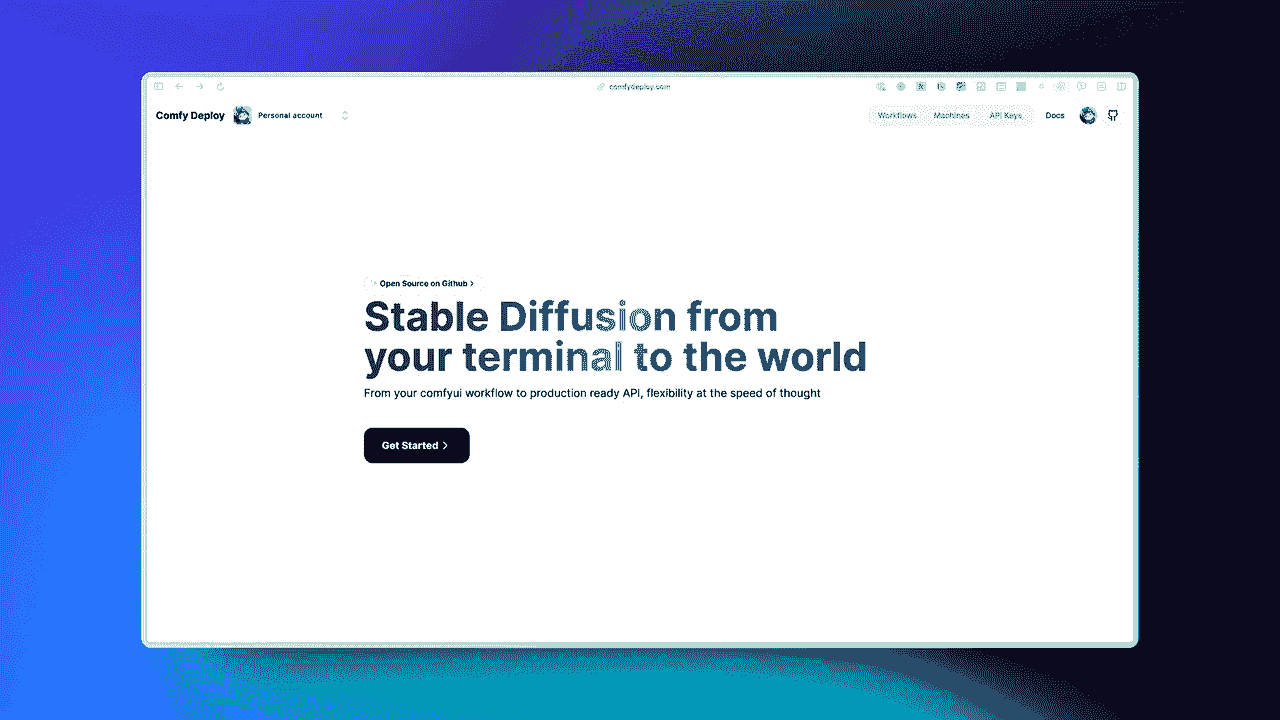 comfydeploy.com
Comfy Deploy Personal account Workflows Machines API Keys Docs
Open Source on Github >
Stable Diffusion from
your terminal to the world
From your comfyui workflow to production ready API, flexibility at the speed of thought
Get Started >